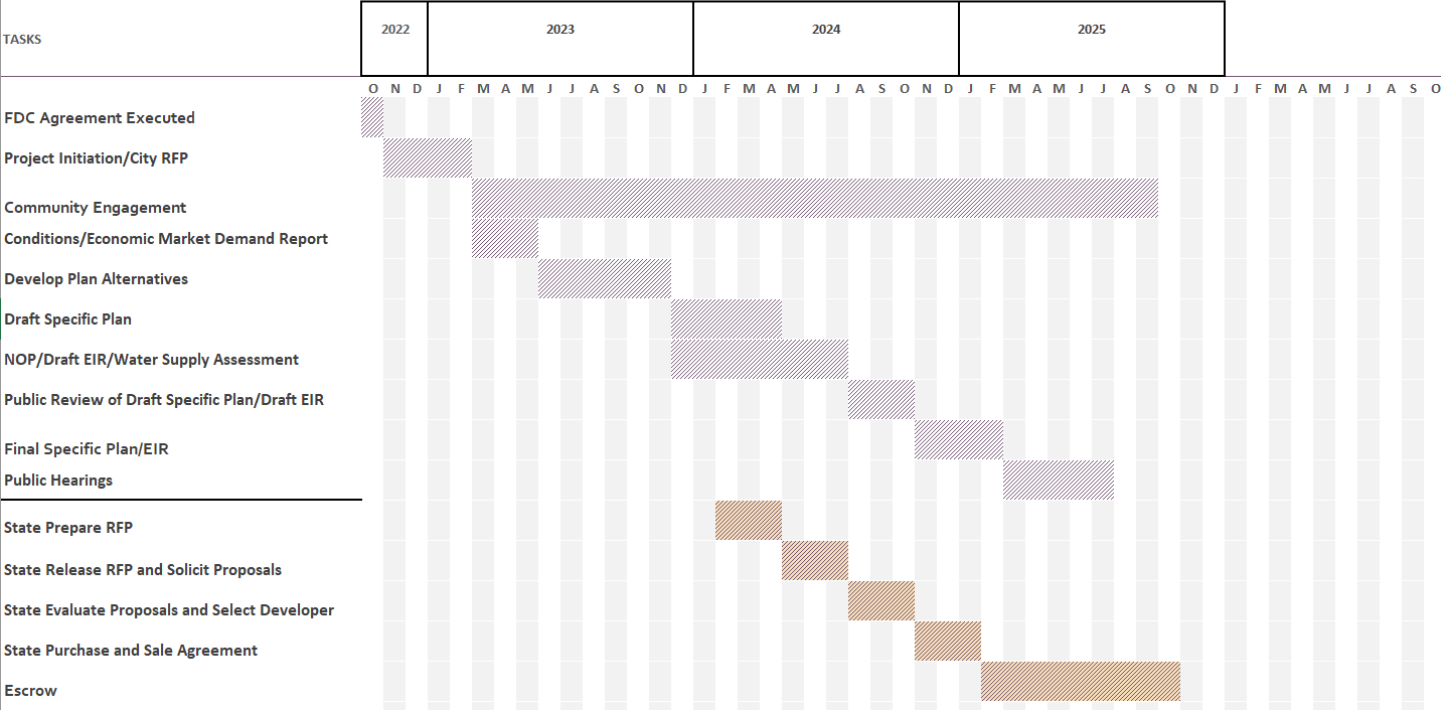 2022 2023 2024 2025
TASKS
O N D J F M A M J J A S O N D J F M A M J J A S O N D J F M A M J J A S O N D J F M A M J J A S O
FDC Agreement Executed
Project Initiation/City RFP
Community Engagement
Conditions/Economic Market Demand Report
Develop Plan Alternatives
Draft Specific Plan
NOP/Draft EIR/Water Supply Assessment
Public Review of Draft Specific Plan/Draft EIR
Final Specific Plan/EIR
Public Hearings
State Prepare RFP
State Release RFP and Solicit Proposals
State Evaluate Proposals and Select Developer
State Purchase and Sale Agreement
Escrow